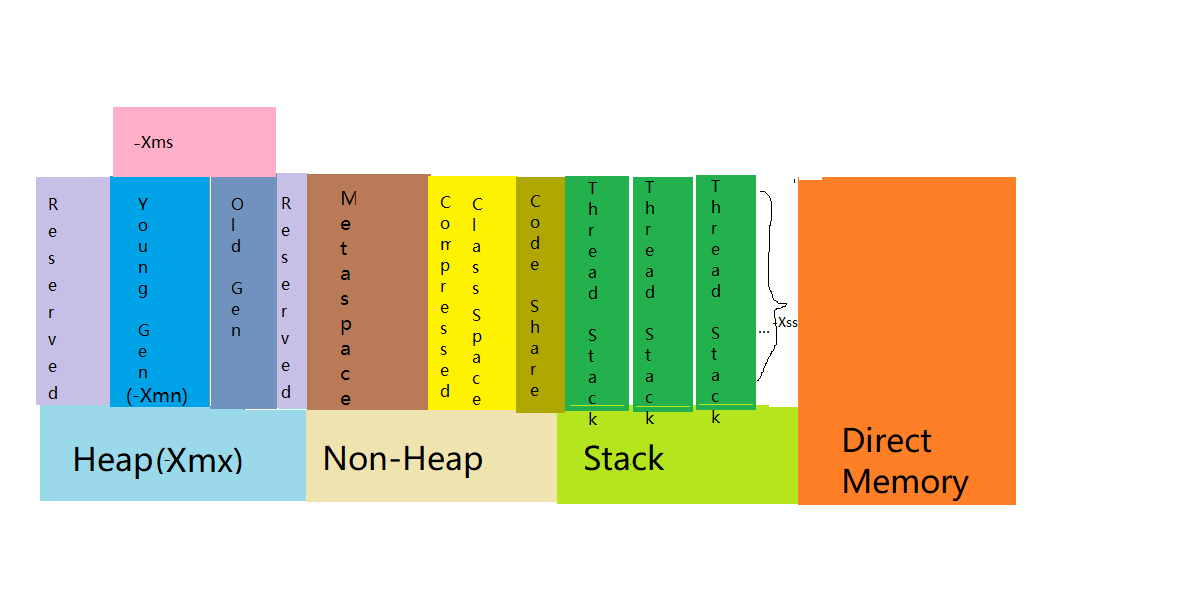 -Xms
Reserved
Young Gen
(-Xmn)
Old Gen
Reserved
Metaspace
Compressed
Class Space
Code Share
Thread Stack
Thread Stack
Thread Stack
...
-Xss
Heap(-Xmx)
Non-Heap
Stack
Direct
Memory